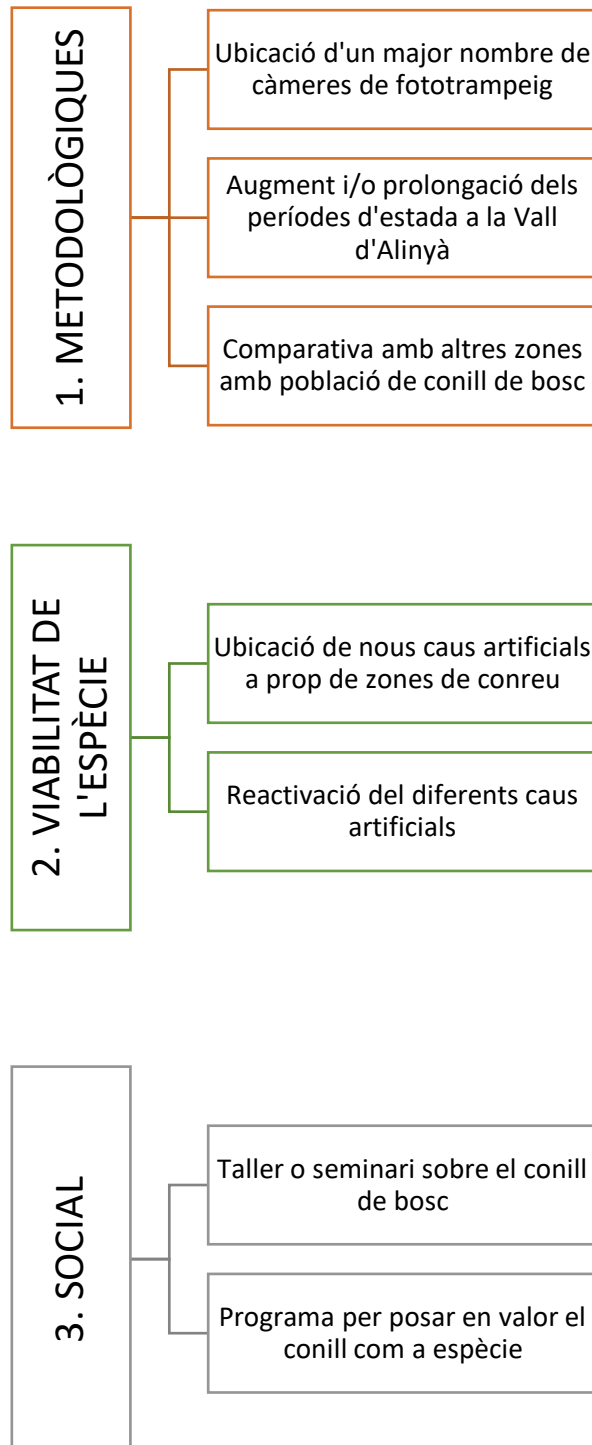 1. METODOLÒGIQUES
Ubicació d'un major nombre de
càmeres de fototrampeig
Augment i/o prolongació dels
períodes d'estada a la Vall
d'Alinyà
Comparativa amb altres zones
amb població de conill de bosc
2. VIABILITAT DE
L'ESPÈCIE
Ubicació de nous caus artificials
a prop de zones de conreu
Reactivació del diferents caus
artificials
3. SOCIAL
Taller o seminari sobre el conill
de bosc
Programa per posar en valor el
conill com a espècie